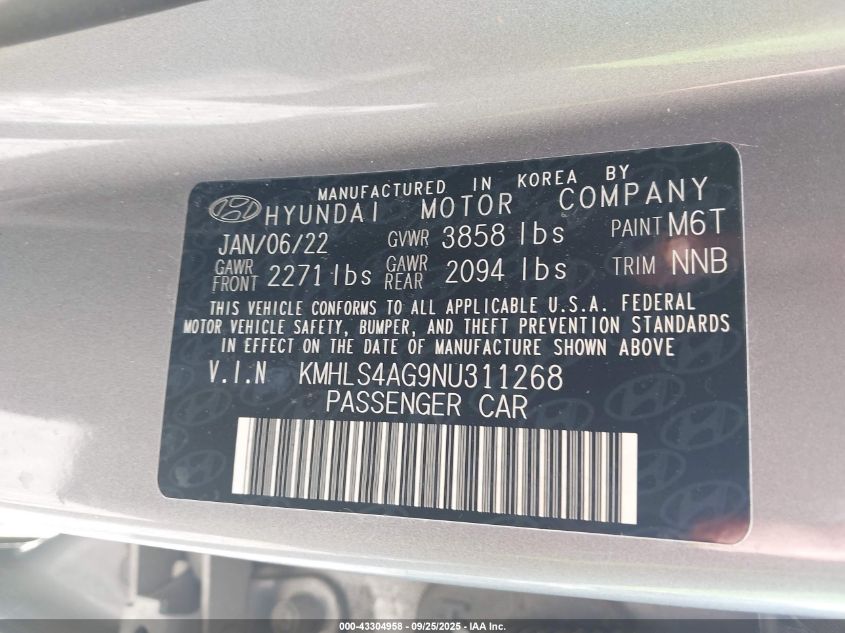 MANUFACTURED IN KOREA BY
HYUNDAI MOTOR COMPANY
JAN/06/22 GVWR 3858 lbs PAINT M6T
GAWR FRONT 2271 lbs GAWR REAR 2094 lbs TRIM NNB
THIS VEHICLE CONFORMS TO ALL APPLICABLE U.S.A. FEDERAL
MOTOR VEHICLE SAFETY, BUMPER, AND THEFT PREVENTION STANDARDS
IN EFFECT ON THE DATE OF MANUFACTURE SHOWN ABOVE
V.I.N KMHLS4AG9NU311268
PASSENGER CAR
000-43304958 - 09/25/2025 - IAA Inc.